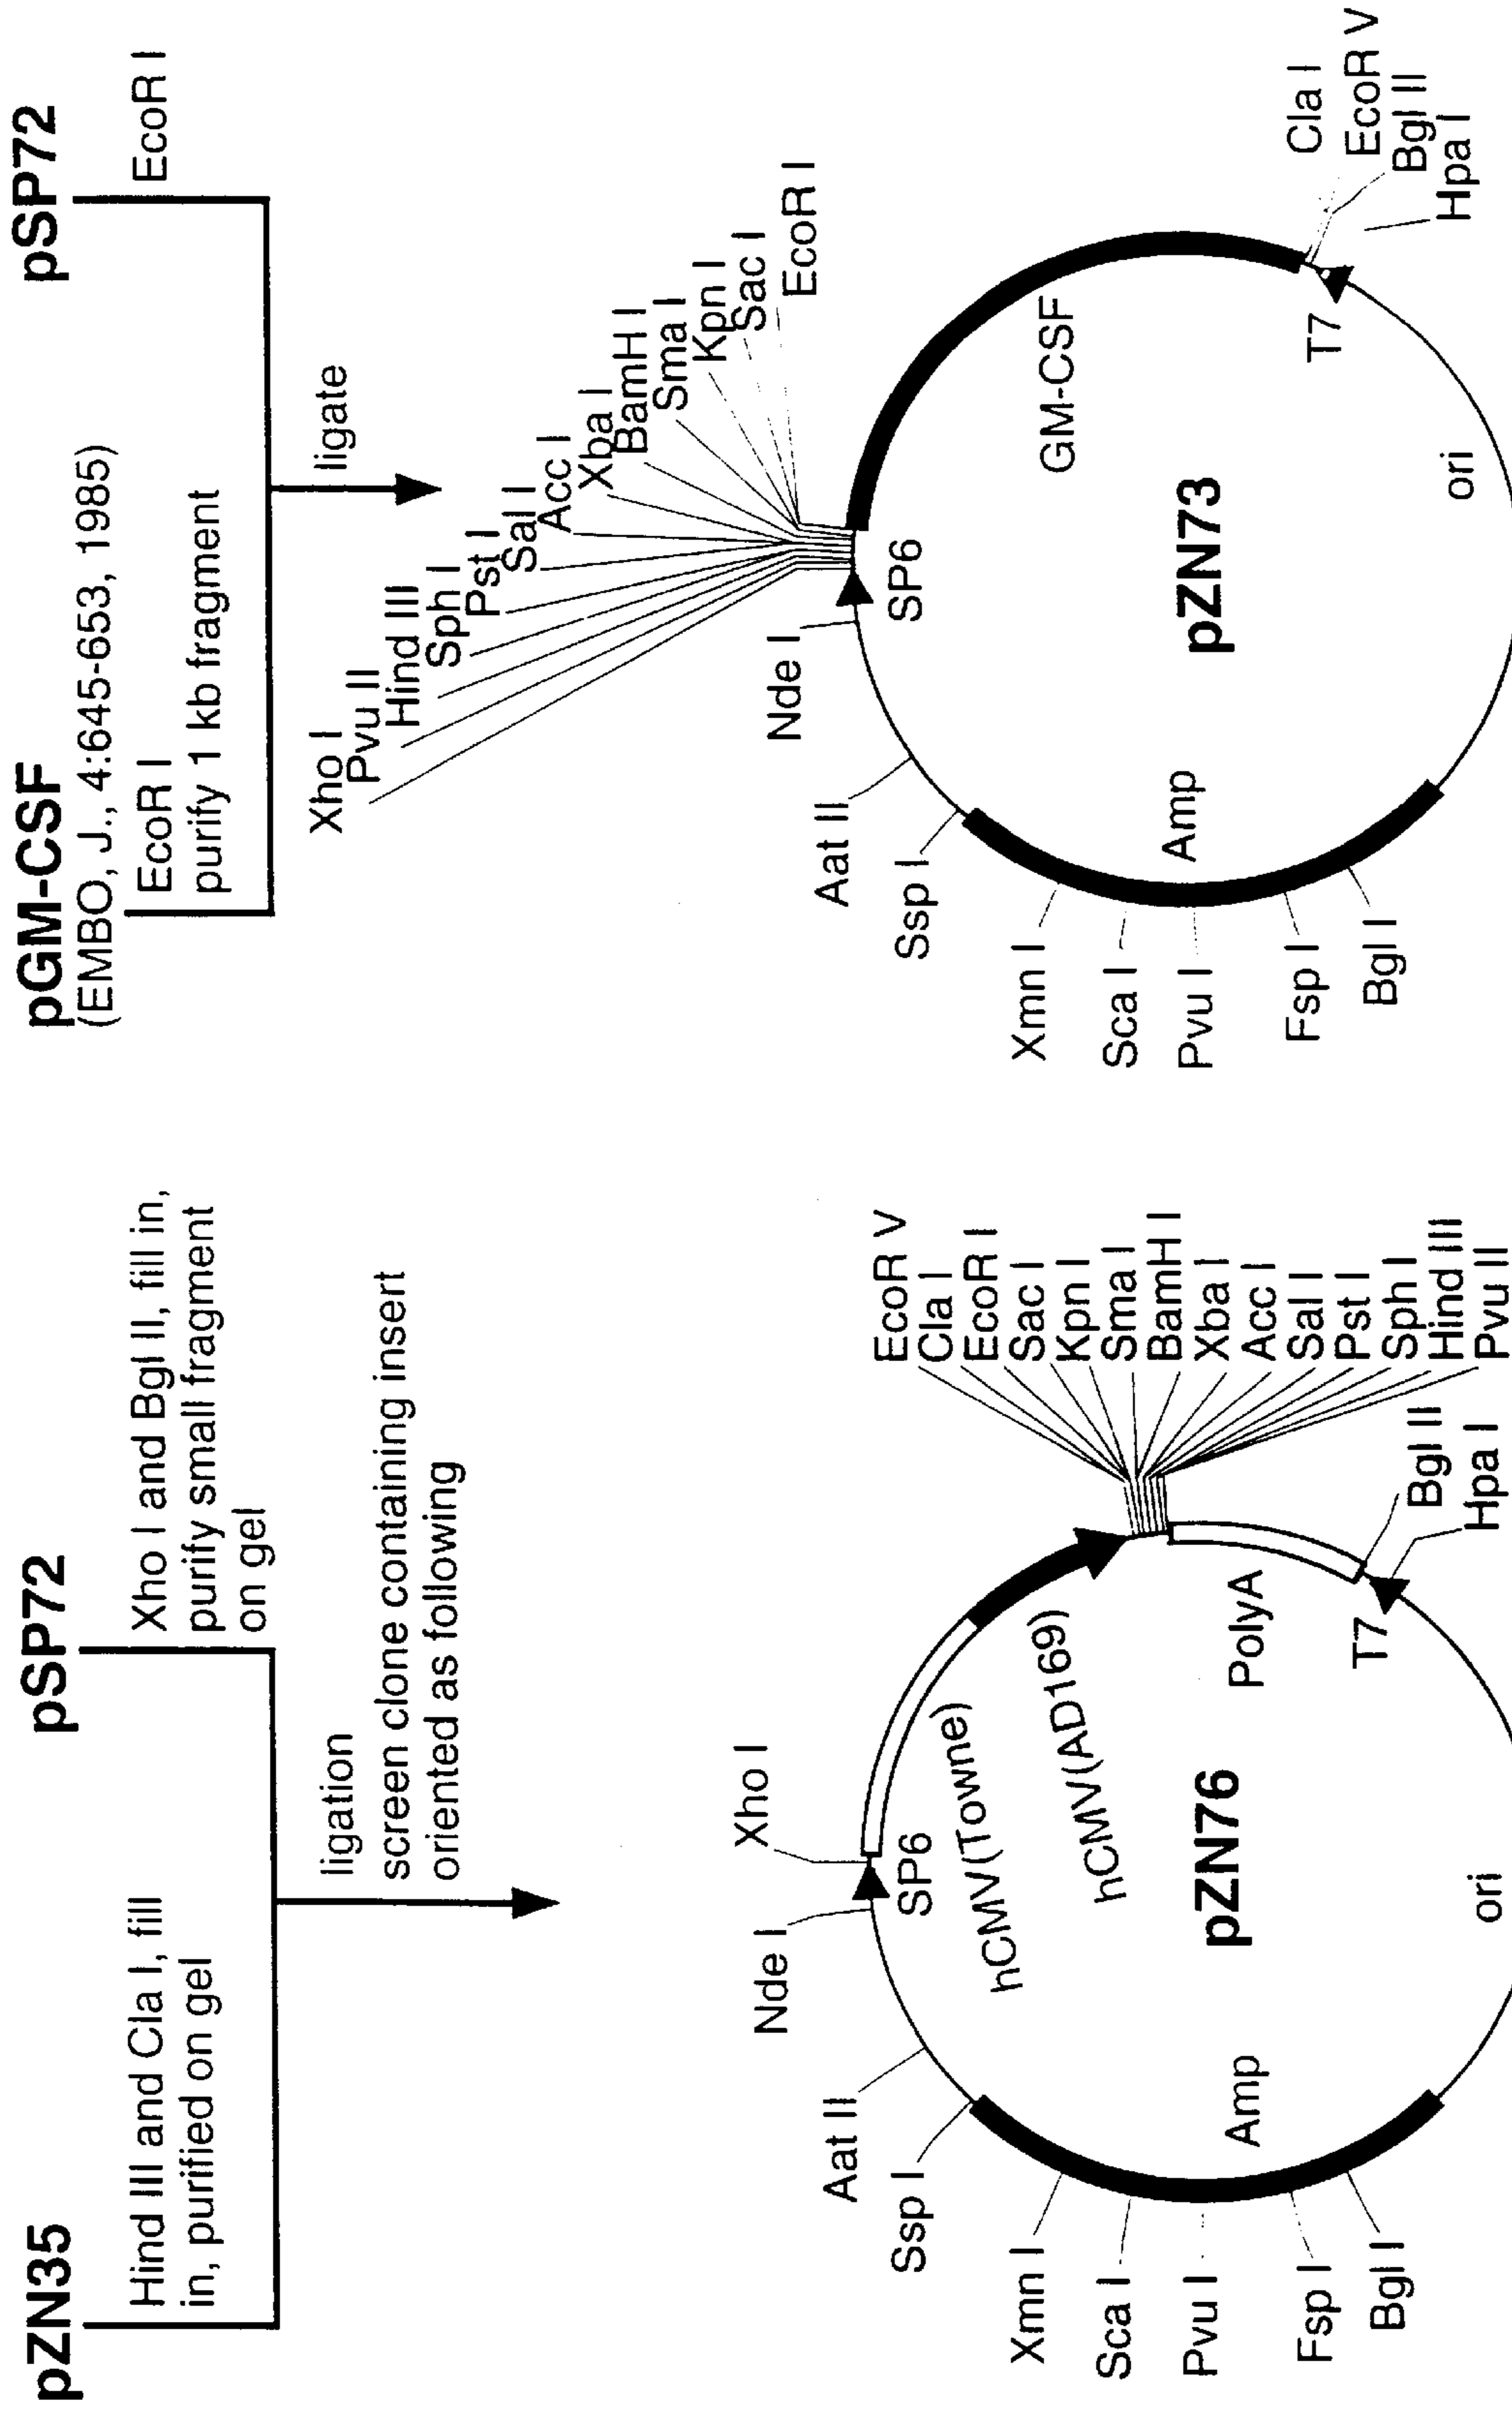 pZN35
pSP72
Hind III and Cla I, fill
in, purified on gel
Xho I and Bgl II, fill in,
purify small fragment
on gel
ligation
screen clone containing insert
oriented as following
Nde I
Xho I
Aat II
Ssp I
Xmn I
Sca I
Pvu I
Fsp I
Bgl I
SP6
hCMV(Towne)
hCMV(AD169)
Amp
pZN76
PolyA
T7
ori
EcoR V
Cla I
EcoR I
Sac I
Kpn I
Sma I
BamH I
Xba I
Acc I
Sal I
Pst I
Sph I
Hind III
Pvu II
Bgl II
Hpa I
pGM-CSF
(EMBO, J., 4:645-653, 1985)
pSP72
EcoR I
purify 1 kb fragment
EcoR I
ligate
Xho I
Pvu II
Hind III
Sph I
Pst I
Sal I
Acc I
Xba I
BamH I
Sma I
Kpn I
Sac I
EcoR I
Nde I
Aat II
Ssp I
Xmn I
Sca I
Pvu I
Fsp I
Bgl I
SP6
GM-CSF
Amp
pZN73
T7
ori
Cla I
EcoR V
Bgl II
Hpa I